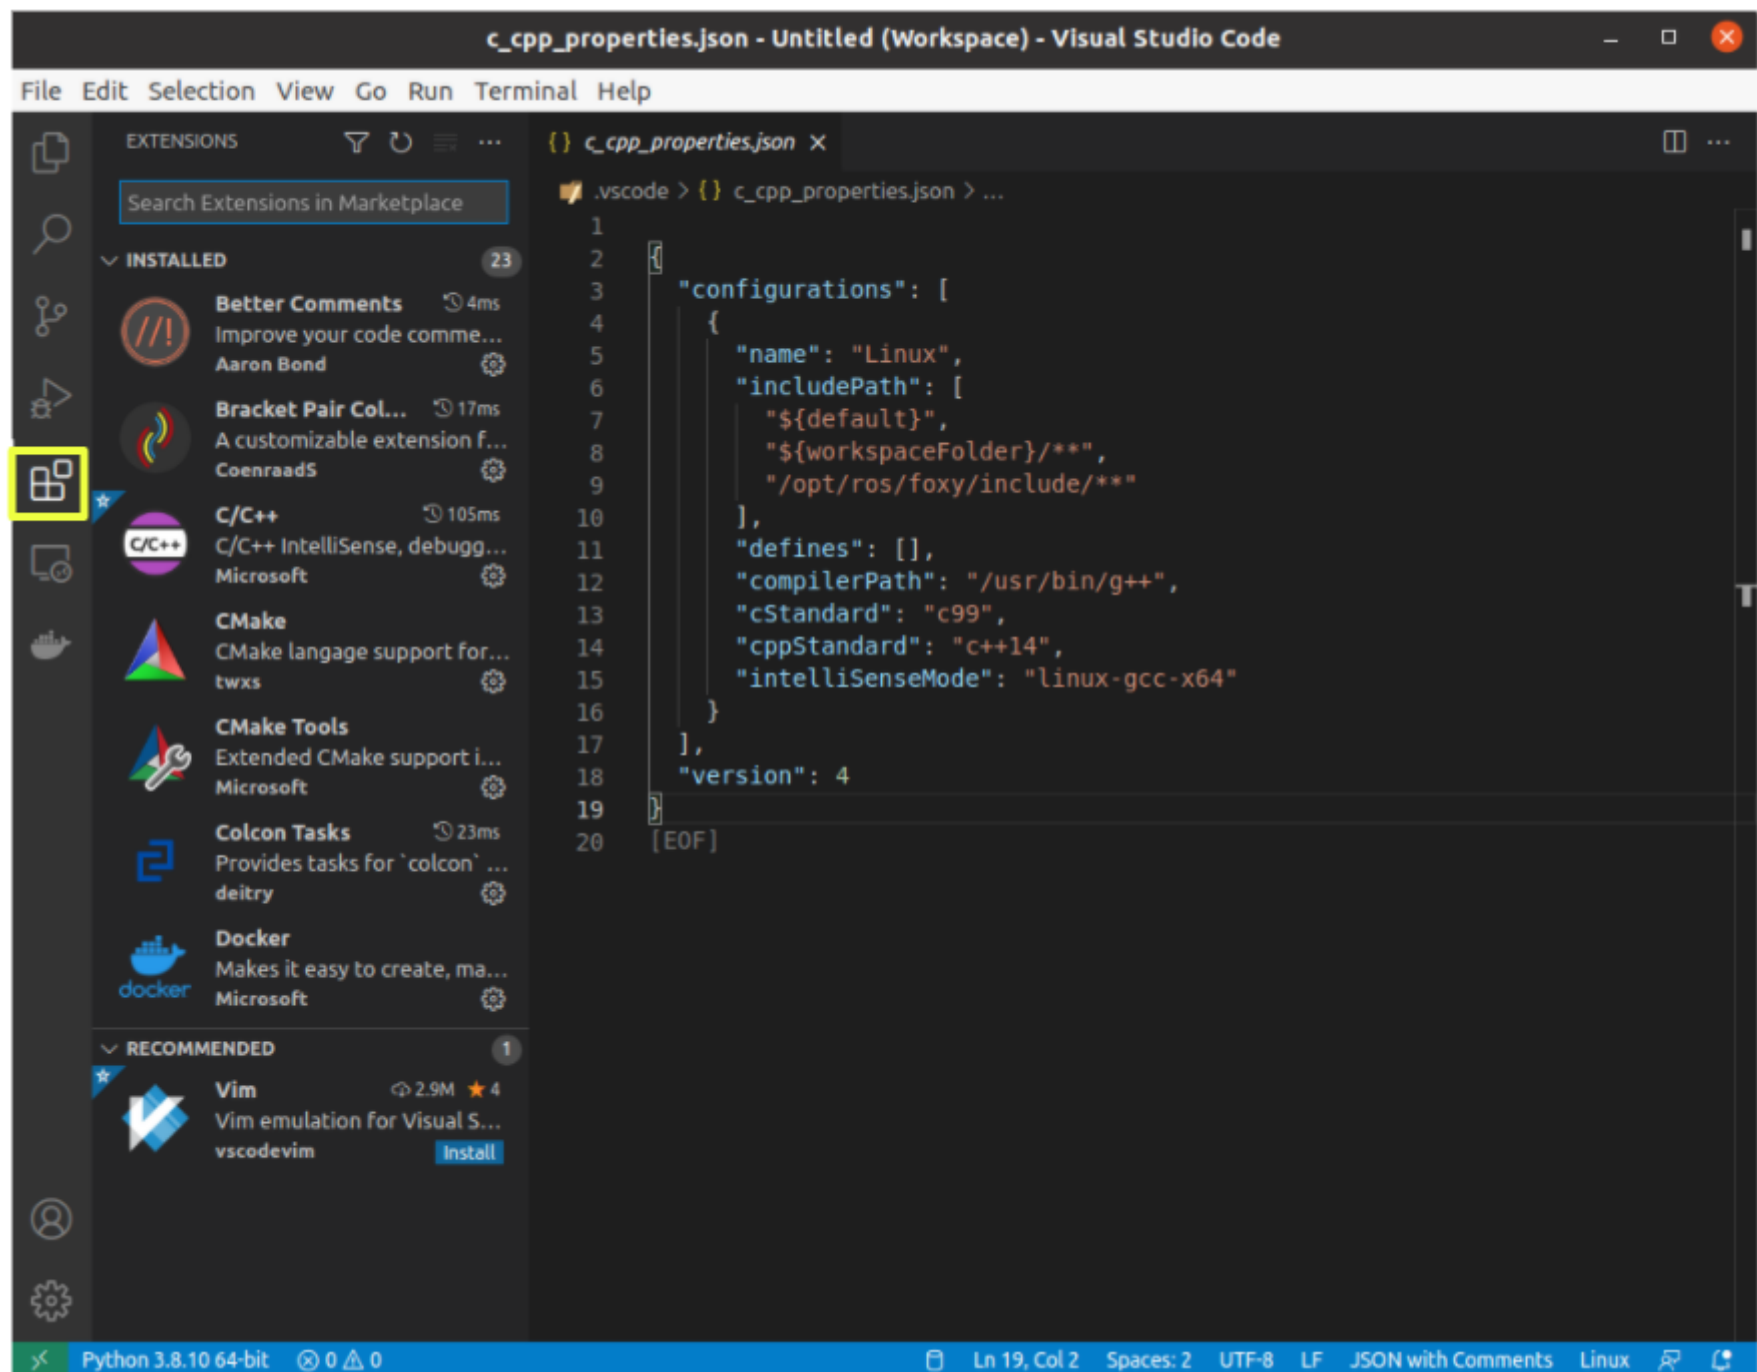 c_cpp_properties.json - Untitled (Workspace) - Visual Studio Code
File Edit Selection View Go Run Terminal Help
EXTENSIONS
Search Extensions in Marketplace
INSTALLED 23
Better Comments 4ms
Improve your code comme...
Aaron Bond
Bracket Pair Col... 17ms
A customizable extension f...
CoenraadS
C/C++
C/C++ 105ms
C/C++ IntelliSense, debugg...
Microsoft
CMake
CMake langage support for...
twxs
CMake Tools
Extended CMake support i...
Microsoft
Colcon Tasks 23ms
Provides tasks for `colcon` ...
deitry
docker
Docker
Makes it easy to create, ma...
Microsoft
RECOMMENDED 1
Vim 2.9M ★ 4
Vim emulation for Visual S...
vscodevim Install
{} c_cpp_properties.json ×
.vscode > {} c_cpp_properties.json > ...
1
2 {
3 "configurations": [
4 {
5 "name": "Linux",
6 "includePath": [
7 "${default}",
8 "${workspaceFolder}/**",
9 "/opt/ros/foxy/include/**"
10 ],
11 "defines": [],
12 "compilerPath": "/usr/bin/g++",
13 "cStandard": "c99",
14 "cppStandard": "c++14",
15 "intelliSenseMode": "linux-gcc-x64"
16 }
17 ],
18 "version": 4
19 }
20 [EOF]
Python 3.8.10 64-bit 0 0 Ln 19, Col 2 Spaces: 2 UTF-8 LF JSON with Comments Linux